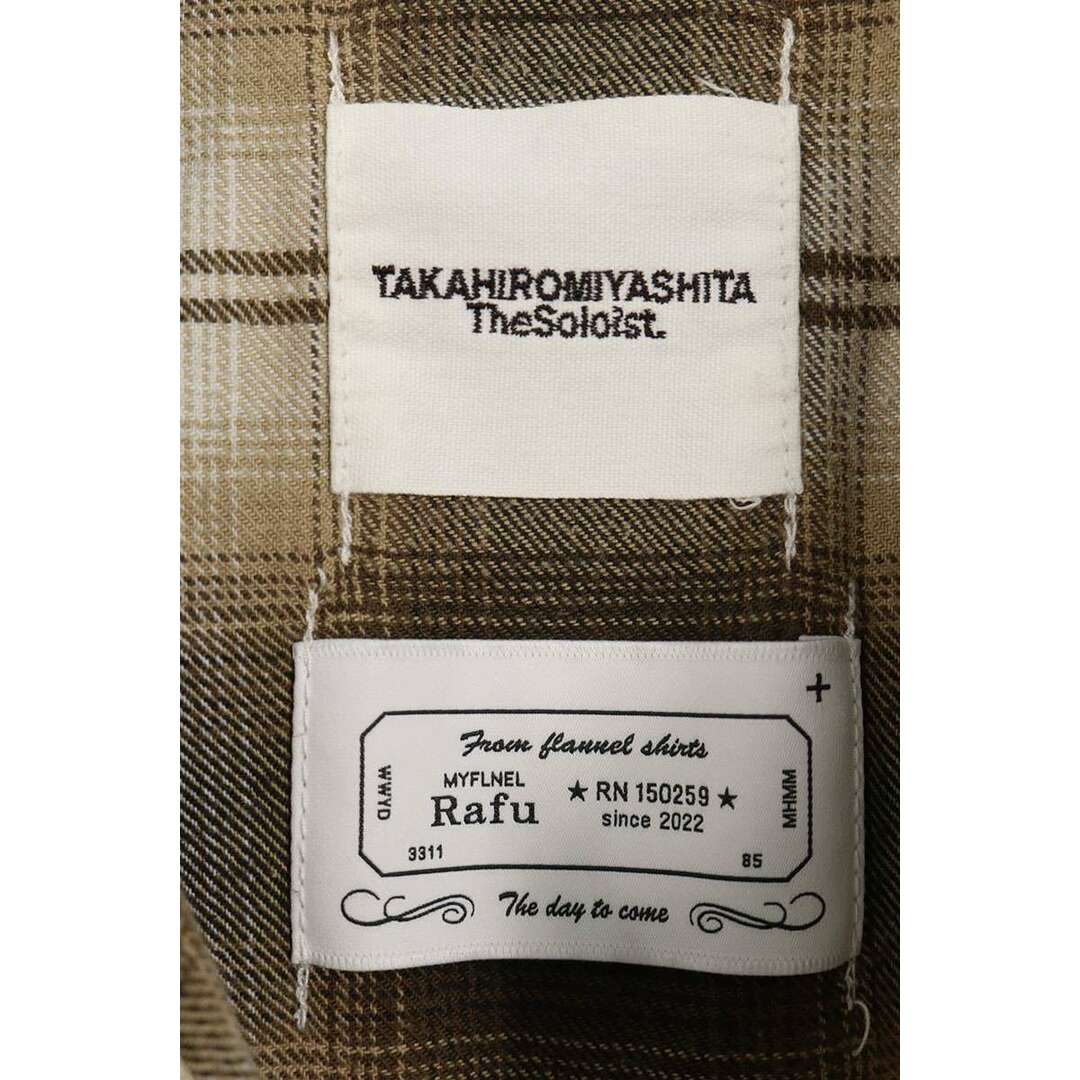 TAKAHIROMIYASHITA
TheSoloist.
+
From flannel shirts
WWYD
MYFLNEL
Rafu
★ RN 150259 ★
since 2022
MHMM
3311
85
The day to come